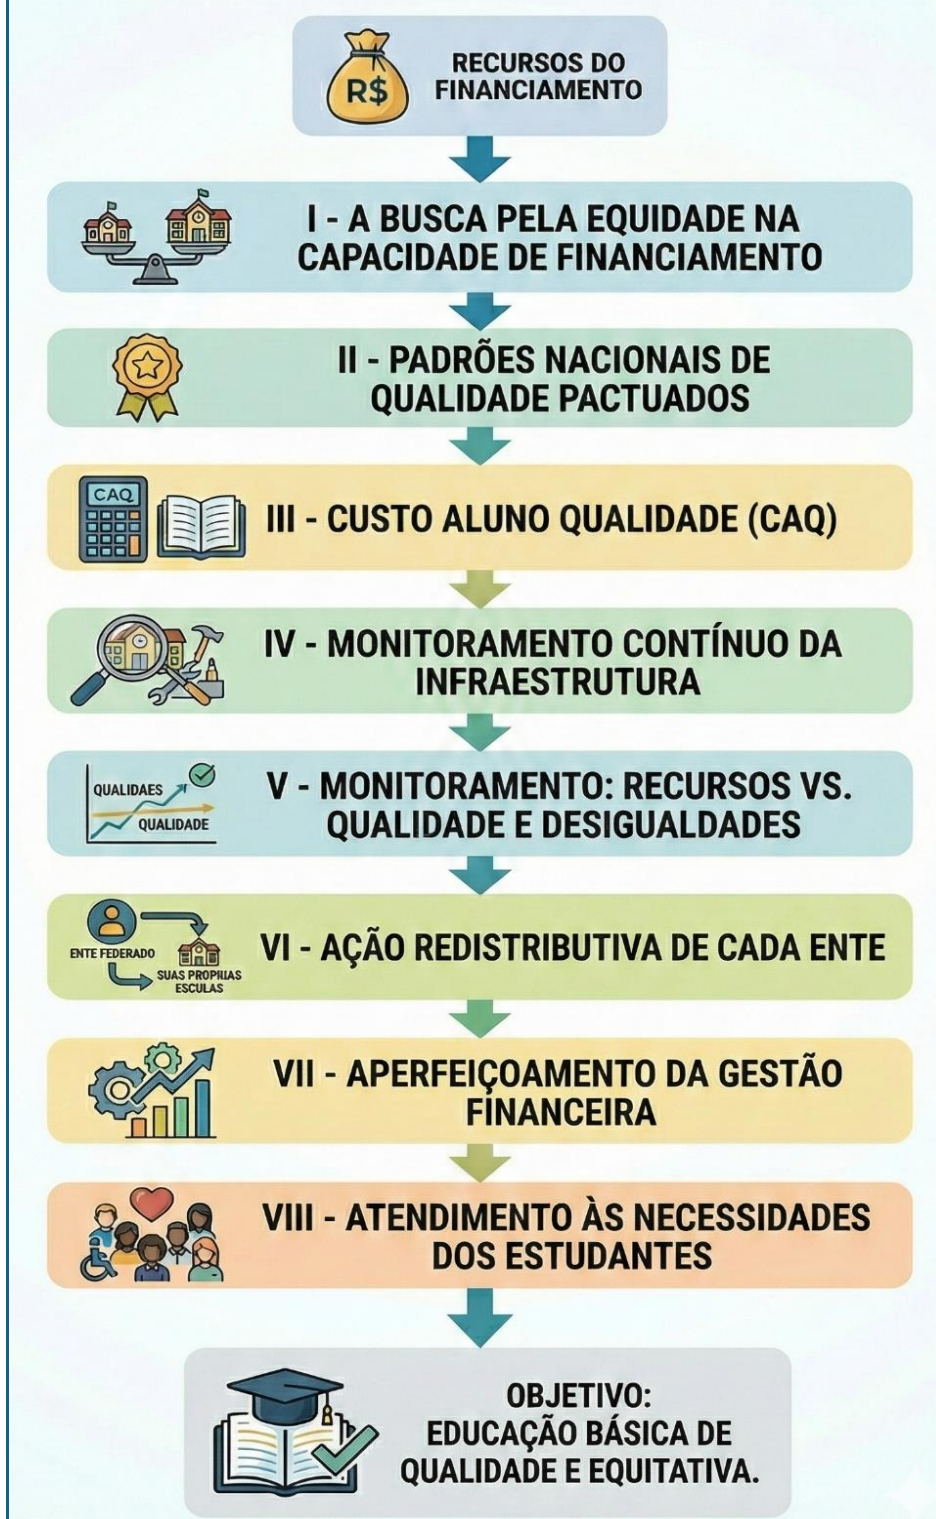 R$
RECURSOS DO
FINANCIAMENTO
I - A BUSCA PELA EQUIDADE NA
CAPACIDADE DE FINANCIAMENTO
II - PADRÕES NACIONAIS DE
QUALIDADE PACTUADOS
CAQ
III - CUSTO ALUNO QUALIDADE (CAQ)
IV - MONITORAMENTO CONTÍNUO DA
INFRAESTRUTURA
QUALIDAES
QUALIDADE
V - MONITORAMENTO: RECURSOS VS.
QUALIDADE E DESIGUALDADES
ENTE FEDERADO
SUAS PROPNIAS
ESCULAS
VI - AÇÃO REDISTRIBUTIVA DE CADA ENTE
VII - APERFEIÇOAMENTO DA GESTÃO
FINANCEIRA
VIII - ATENDIMENTO ÀS NECESSIDADES
DOS ESTUDANTES
OBJETIVO:
EDUCAÇÃO BÁSICA DE
QUALIDADE E EQUITATIVA.